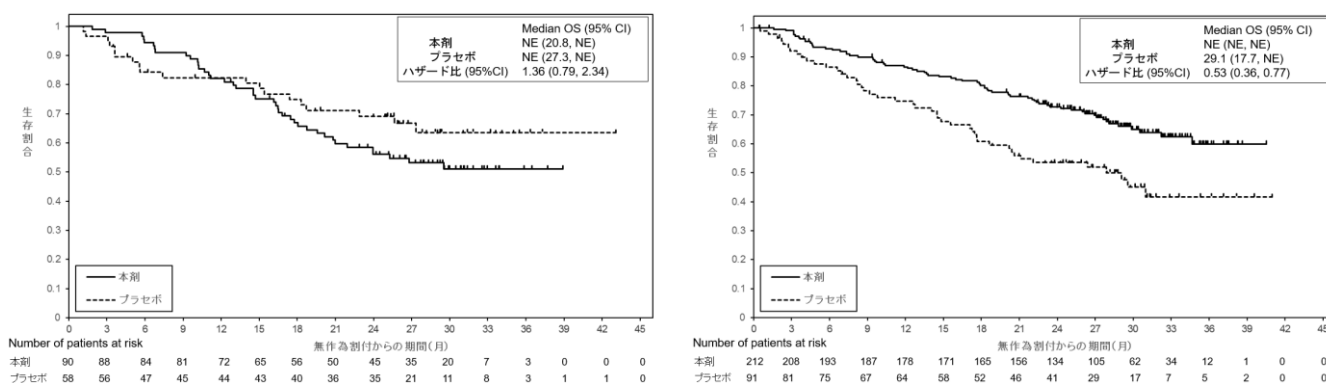 Median OS (95% CI)
本剤 NE (20.8, NE)
プラセボ NE (27.3, NE)
ハザード比 (95%CI) 1.36 (0.79, 2.34)
生存割合
1
0.9
0.8
0.7
0.6
0.5
0.4
0.3
0.2
0.1
0
本剤
プラセボ
0 3 6 9 12 15 18 21 24 27 30 33 36 39 42 45
Number of patients at risk
無作為割付からの期間(月)
本剤 90 88 84 81 72 65 56 50 45 35 20 7 3 0 0 0
プラセボ 58 56 47 45 44 43 40 36 35 21 11 8 3 1 1 0
Median OS (95% CI)
本剤 NE (NE, NE)
プラセボ 29.1 (17.7, NE)
ハザード比 (95%CI) 0.53 (0.36, 0.77)
生存割合
1
0.9
0.8
0.7
0.6
0.5
0.4
0.3
0.2
0.1
0
本剤
プラセボ
0 3 6 9 12 15 18 21 24 27 30 33 36 39 42 45
Number of patients at risk
無作為割付からの期間(月)
本剤 212 208 193 187 178 171 165 156 134 105 62 34 12 1 0 0
プラセボ 91 81 75 67 64 58 52 46 41 29 17 7 5 2 0 0